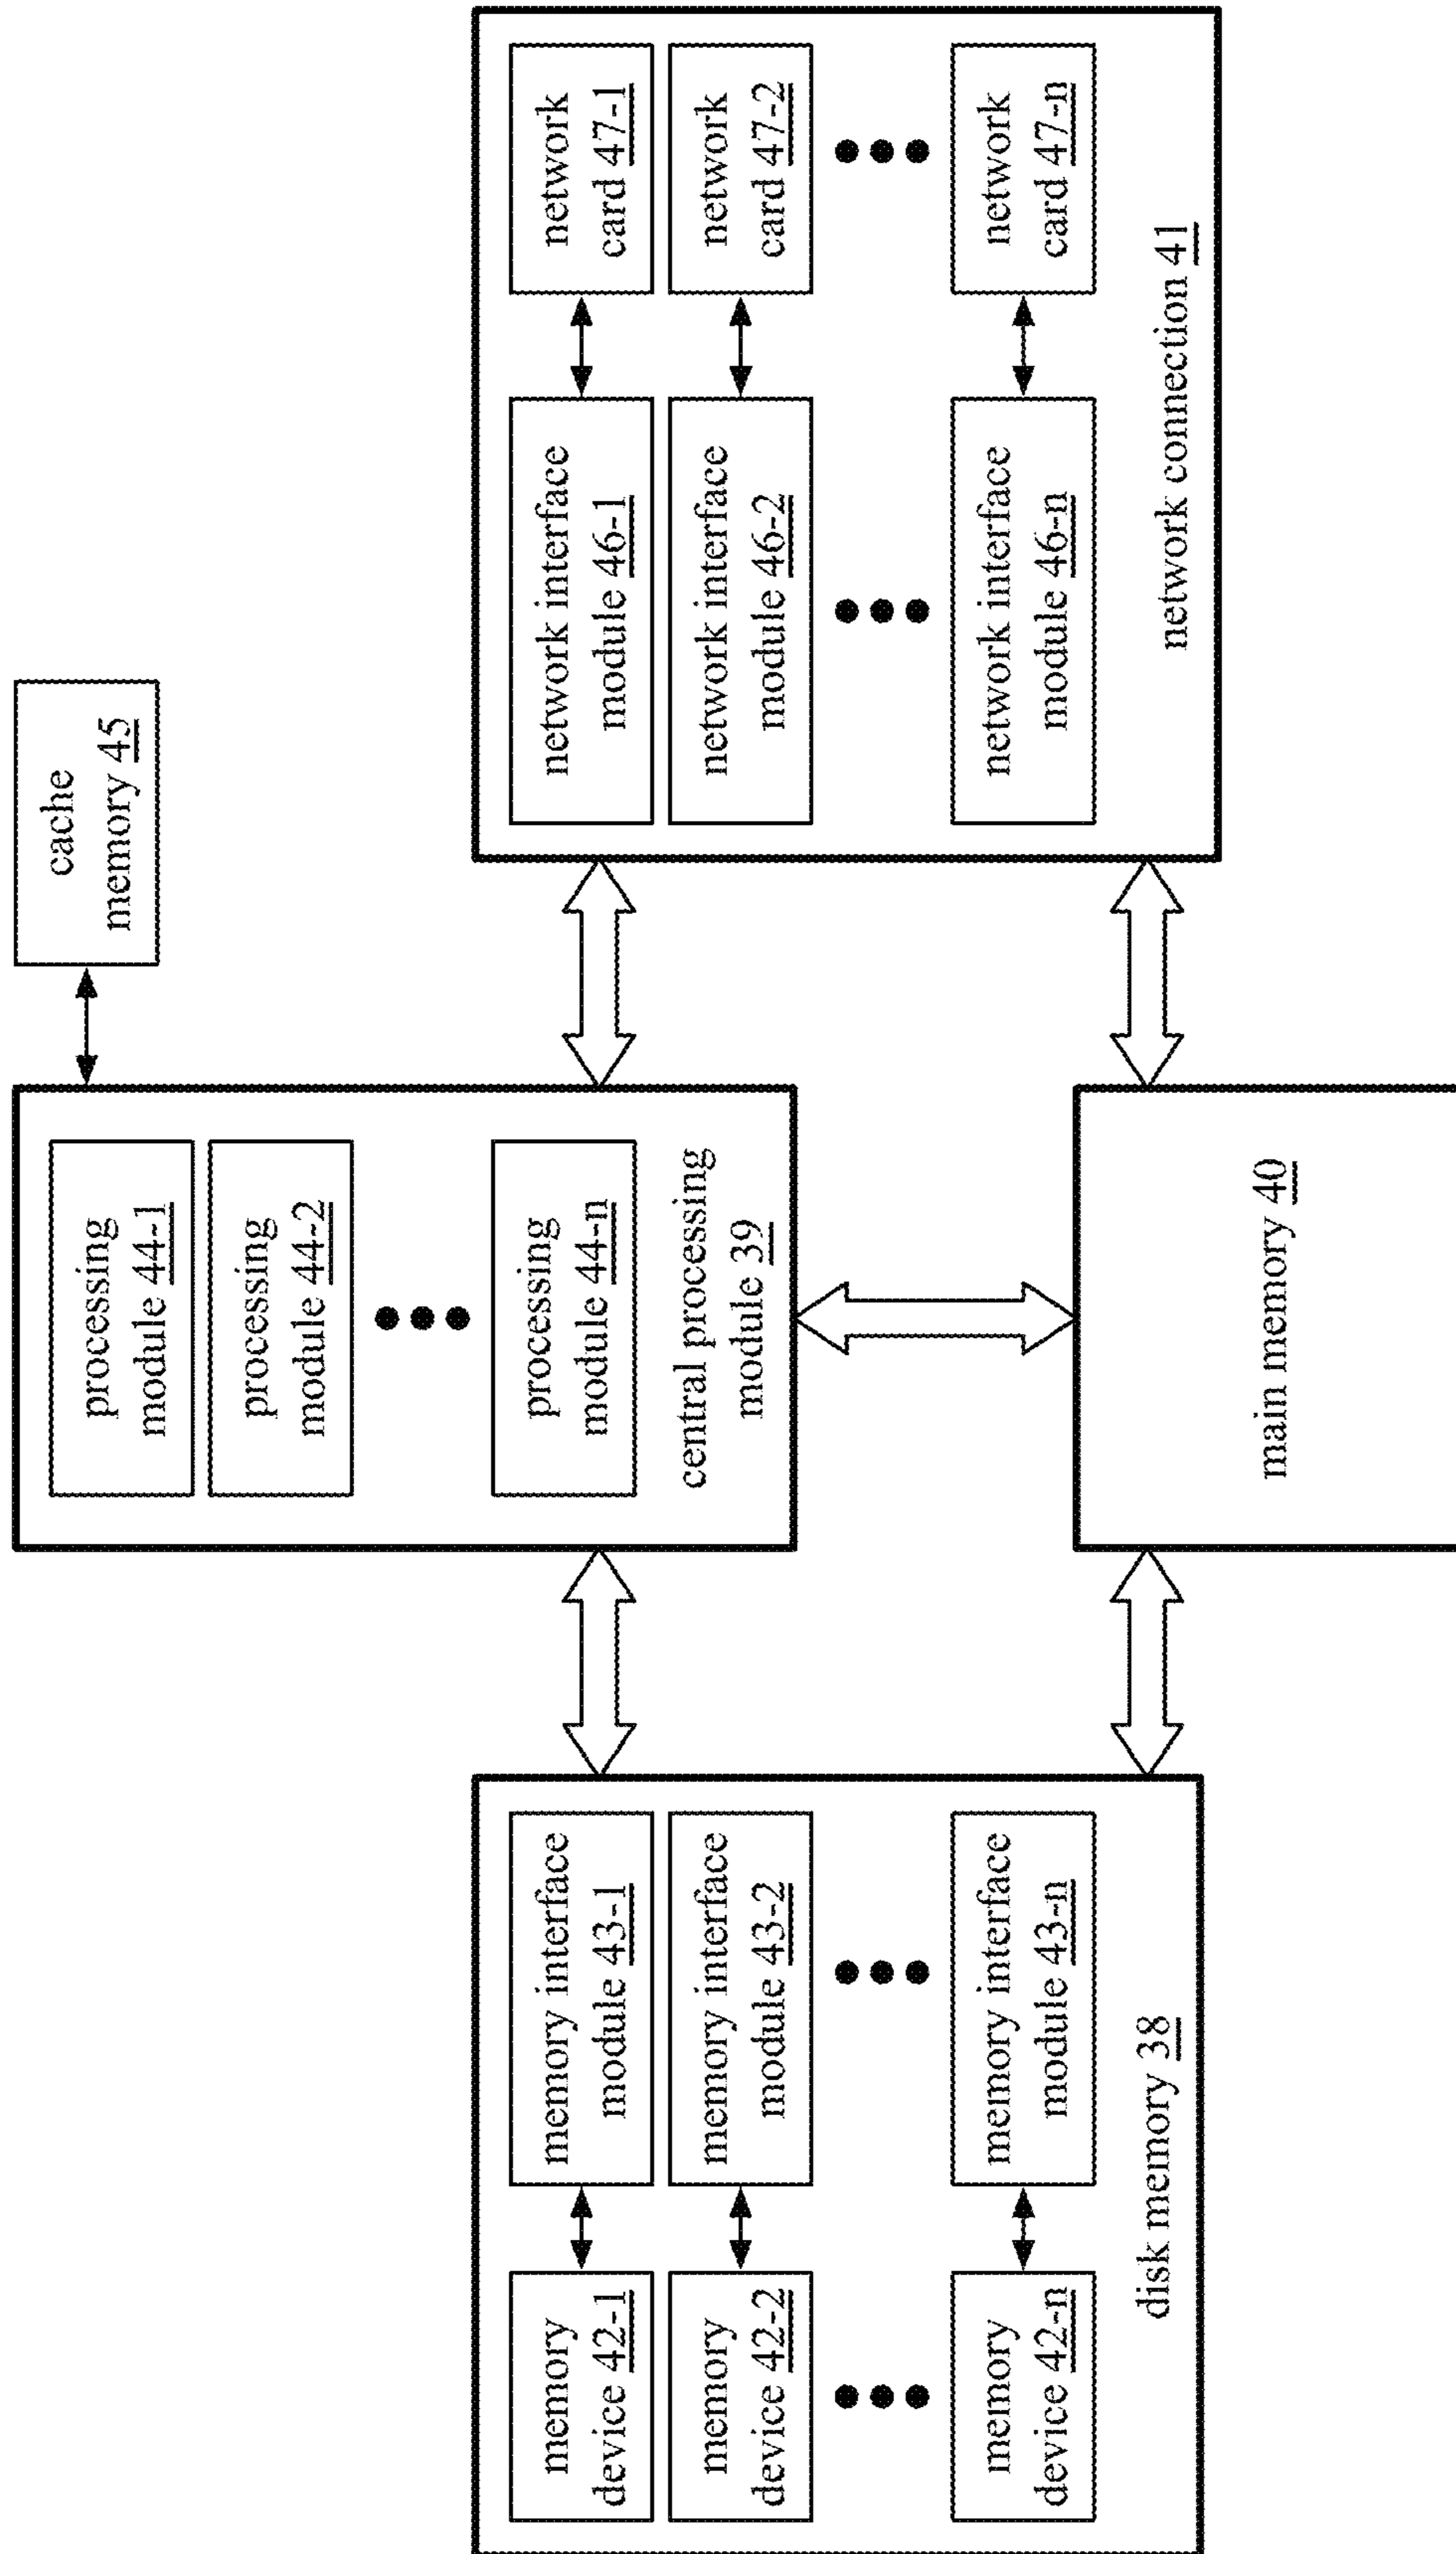 cache
memory 45
processing
module 44-1
processing
module 44-2
processing
module 44-n
central processing
module 39
memory
device 42-1
memory interface
module 43-1
memory
device 42-2
memory interface
module 43-2
memory
device 42-n
memory interface
module 43-n
disk memory 38
network interface
module 46-1
network
card 47-1
network interface
module 46-2
network
card 47-2
network interface
module 46-n
network
card 47-n
network connection 41
main memory 40